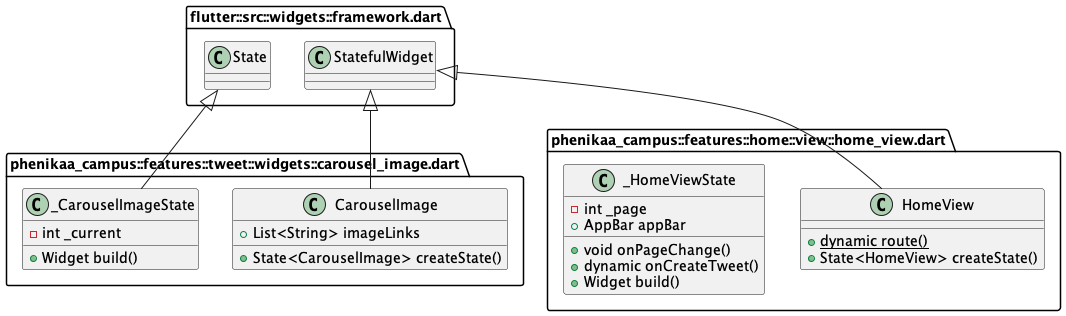 flutter::src::widgets::framework.dart
C State
C StatefulWidget
phenikaa_campus::features::tweet::widgets::carousel_image.dart
C _CarouselImageState
int _current
Widget build()
C CarouselImage
List<String> imageLinks
State<CarouselImage> createState()
phenikaa_campus::features::home::view::home_view.dart
C _HomeViewState
int _page
AppBar appBar
void onPageChange()
dynamic onCreateTweet()
Widget build()
C HomeView
dynamic route()
State<HomeView> createState()